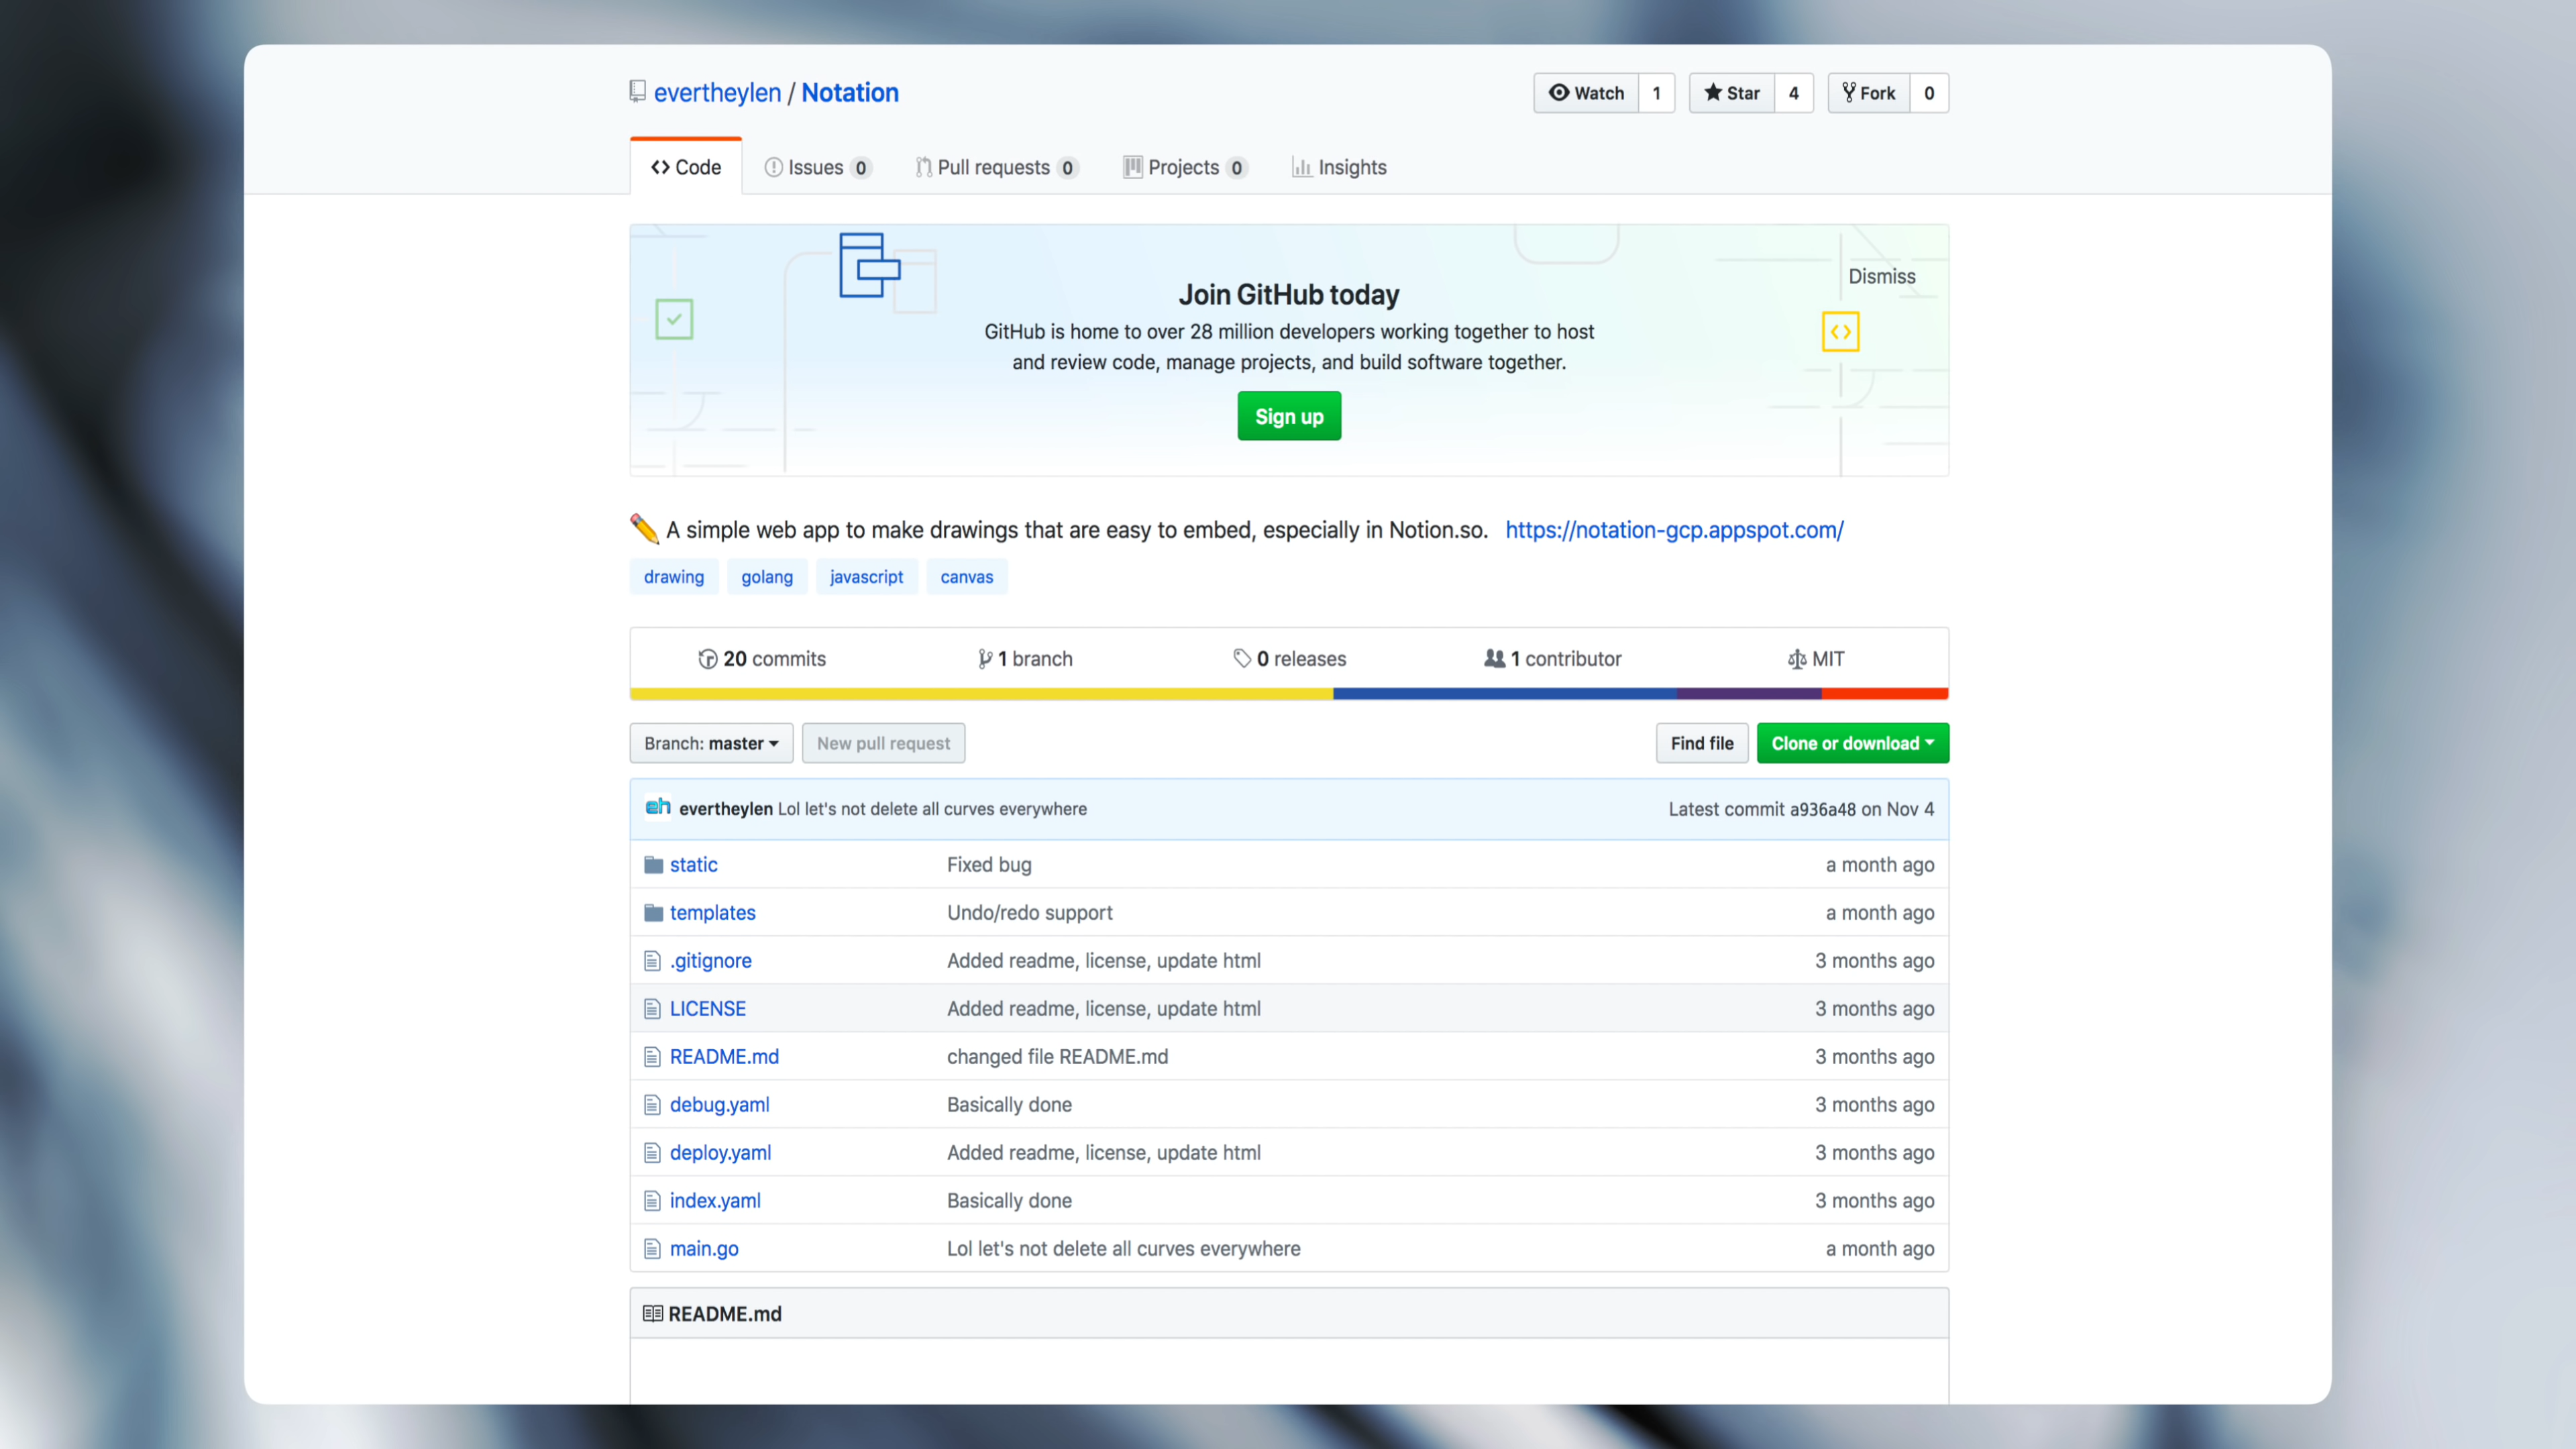 evertheylen / Notation
Watch 1 Star 4 Fork 0
Code Issues 0 Pull requests 0 Projects 0 Insights
Dismiss
Join GitHub today
GitHub is home to over 28 million developers working together to host
and review code, manage projects, and build software together.
Sign up
A simple web app to make drawings that are easy to embed, especially in Notion.so. https://notation-gcp.appspot.com/
drawing golang javascript canvas
20 commits 1 branch 0 releases 1 contributor MIT
Branch: master New pull request Find file Clone or download
eh evertheylen Lol let's not delete all curves everywhere Latest commit a936a48 on Nov 4
static Fixed bug a month ago
templates Undo/redo support a month ago
.gitignore Added readme, license, update html 3 months ago
LICENSE Added readme, license, update html 3 months ago
README.md changed file README.md 3 months ago
debug.yaml Basically done 3 months ago
deploy.yaml Added readme, license, update html 3 months ago
index.yaml Basically done 3 months ago
main.go Lol let's not delete all curves everywhere a month ago
README.md